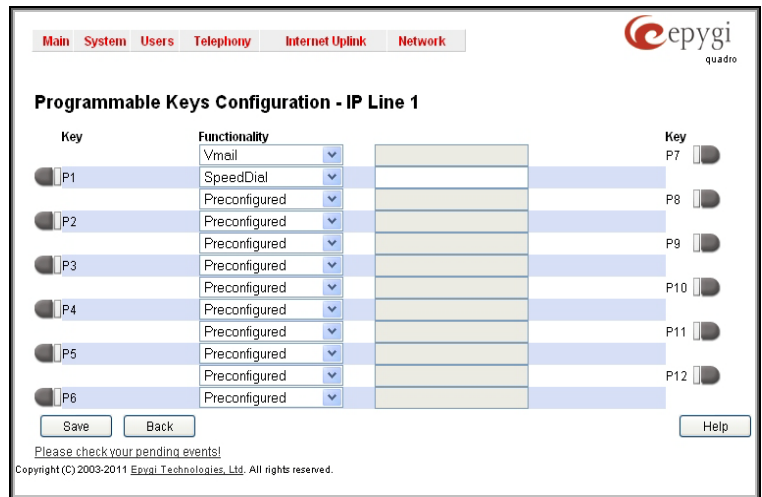 epygi
quadro
Main System Users Telephony Internet Uplink Network
Programmable Keys Configuration - IP Line 1
Key Functionality Key
Vmail P7
P1 SpeedDial
Preconfigured P8
P2 Preconfigured
Preconfigured P9
P3 Preconfigured
Preconfigured P10
P4 Preconfigured
Preconfigured P11
P5 Preconfigured
Preconfigured P12
P6 Preconfigured
Save Back Help
Please check your pending events!
Copyright (C) 2003-2011 Epygi Technologies, Ltd. All rights reserved.